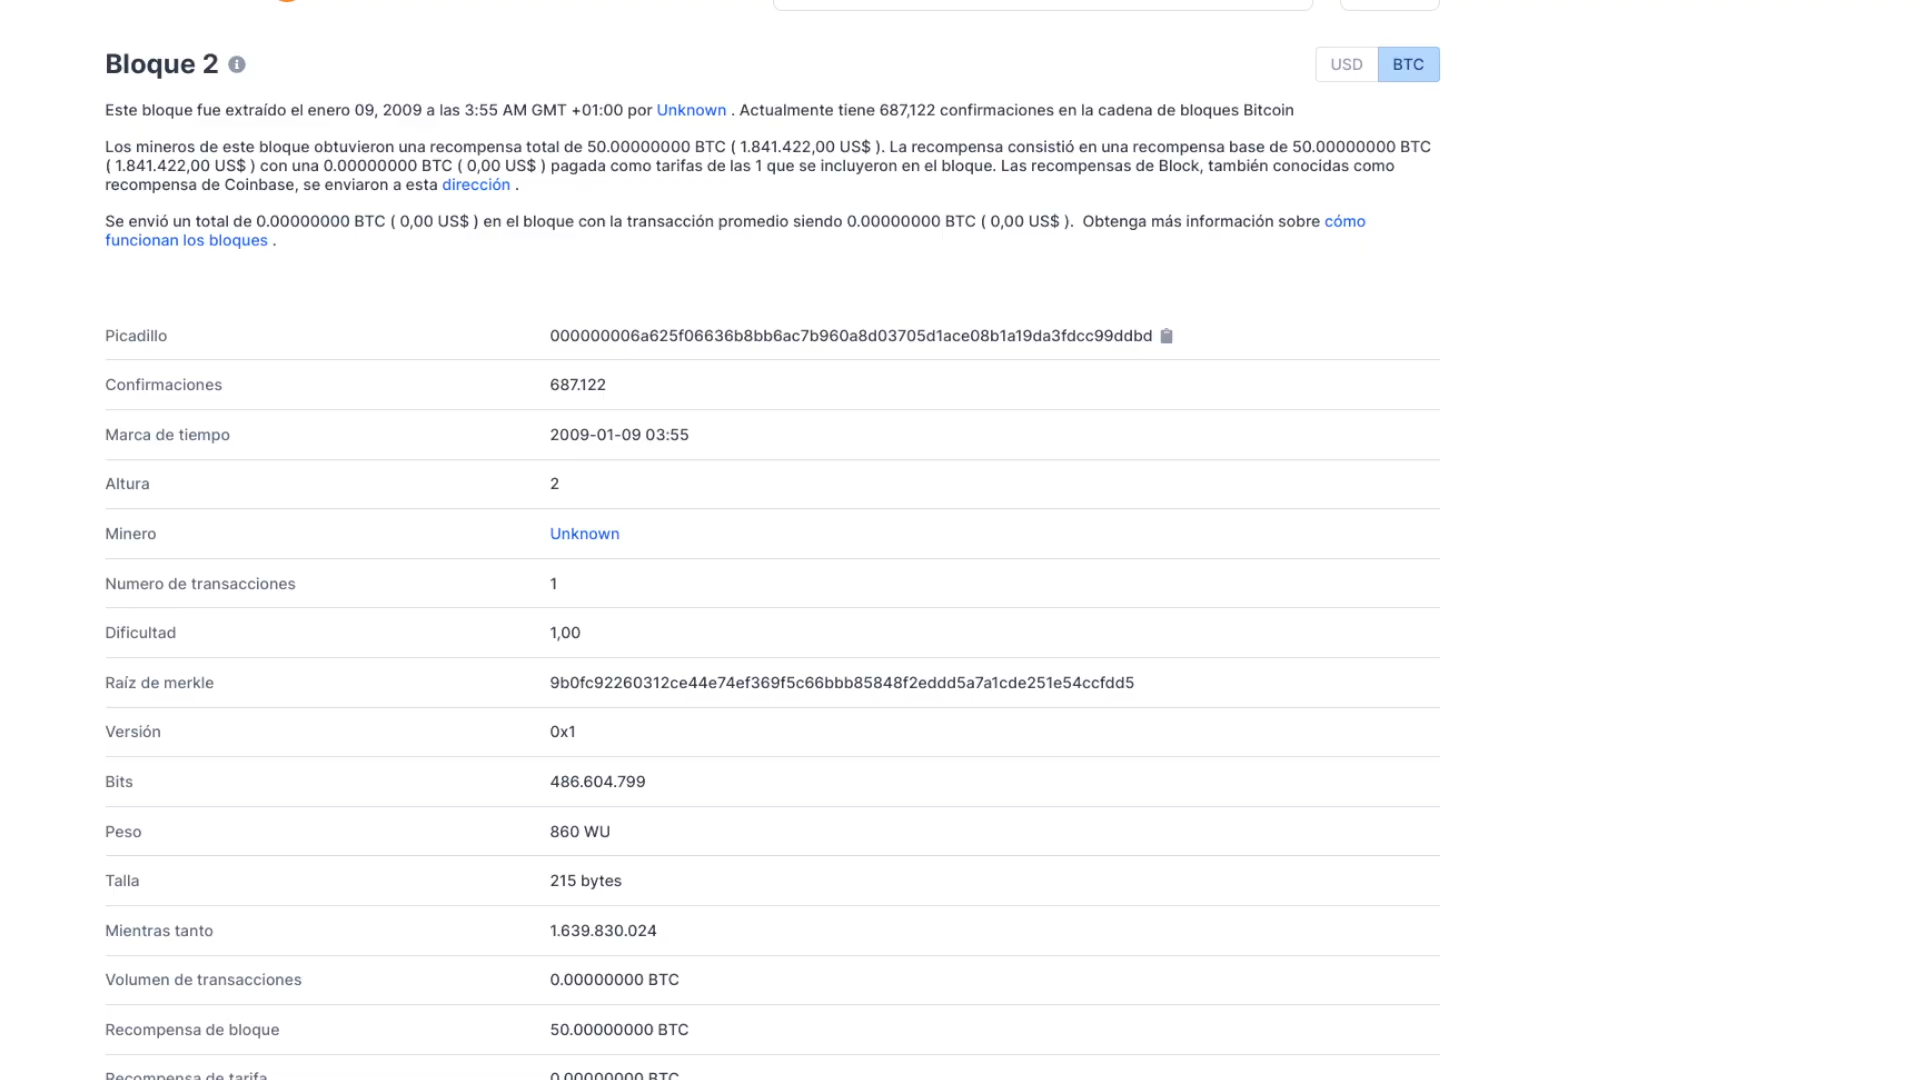 Bloque 2
USD BTC
Este bloque fue extraído el enero 09, 2009 a las 3:55 AM GMT +01:00 por Unknown . Actualmente tiene 687,122 confirmaciones en la cadena de bloques Bitcoin
Los mineros de este bloque obtuvieron una recompensa total de 50.00000000 BTC ( 1.841.422,00 US$ ). La recompensa consistió en una recompensa base de 50.00000000 BTC
( 1.841.422,00 US$ ) con una 0.00000000 BTC ( 0,00 US$ ) pagada como tarifas de las 1 que se incluyeron en el bloque. Las recompensas de Block, también conocidas como
recompensa de Coinbase, se enviaron a esta dirección .
Se envió un total de 0.00000000 BTC ( 0,00 US$ ) en el bloque con la transacción promedio siendo 0.00000000 BTC ( 0,00 US$ ). Obtenga más información sobre cómo
funcionan los bloques .
Picadillo 000000006a625f06636b8bb6ac7b960a8d03705d1ace08b1a19da3fdcc99ddbd
Confirmaciones 687.122
Marca de tiempo 2009-01-09 03:55
Altura 2
Minero Unknown
Numero de transacciones 1
Dificultad 1,00
Raíz de merkle 9b0fc92260312ce44e74ef369f5c66bbb85848f2eddd5a7a1cde251e54ccfdd5
Versión 0x1
Bits 486.604.799
Peso 860 WU
Talla 215 bytes
Mientras tanto 1.639.830.024
Volumen de transacciones 0.00000000 BTC
Recompensa de bloque 50.00000000 BTC
Recompensa de tarifa 0.00000000 BTC